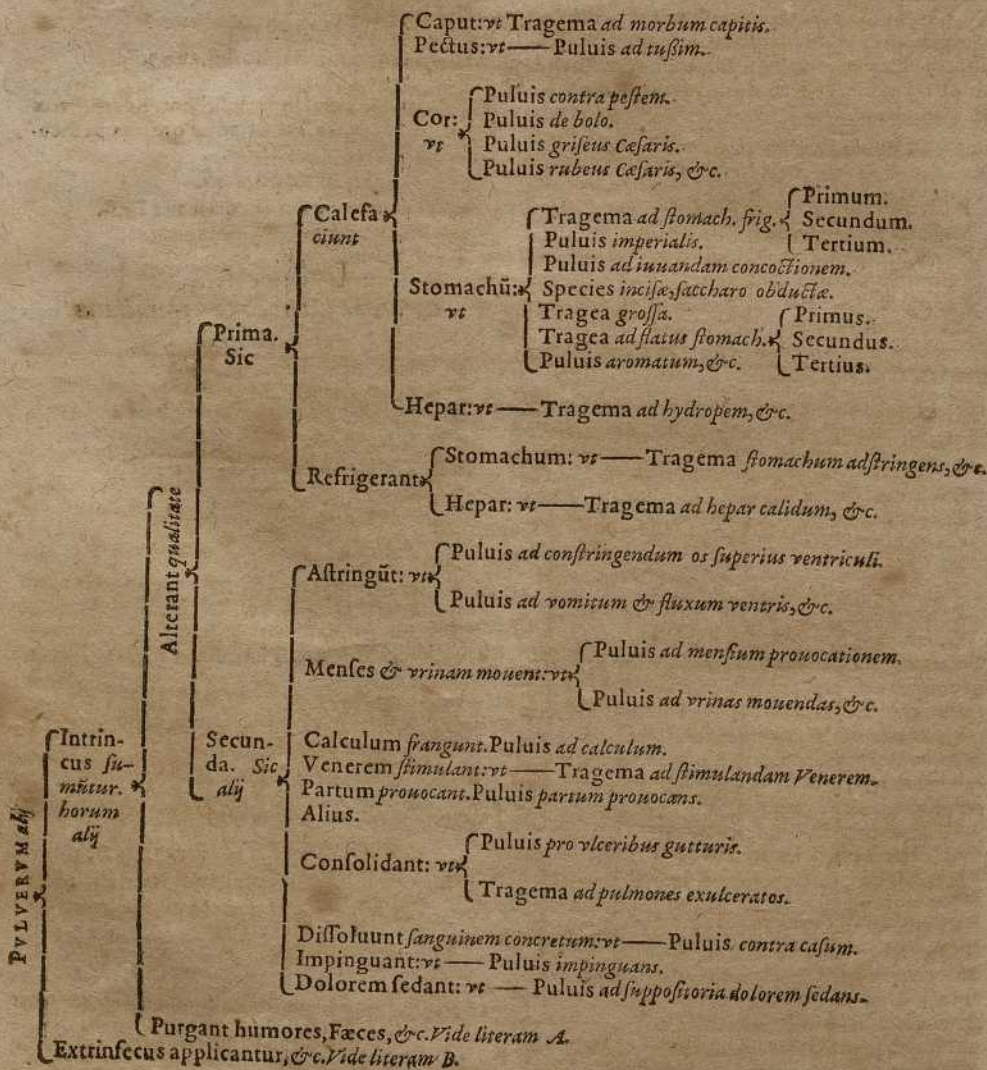 Caput: vt Tragema ad morbum capitis.
Pectus: vt — Puluis ad tußim.
Cor:
vt
Puluis contra pestem.
Puluis de bolo.
Puluis griseus Cæsaris.
Puluis rubeus Cæsaris, &c.
Calefa
ciunt
Stomachũ:
vt
Tragema ad stomach. frig.
Primum.
Secundum.
Tertium.
Puluis imperialis.
Puluis ad iuuandam concoctionem.
Species incisæ, saccharo obductæ.
Tragea grossa.
Tragea ad flatus stomach.
Primus.
Secundus.
Tertius.
Puluis aromatum, &c.
Prima.
Sic
Hepar: vt — Tragema ad hydropem, &c.
Refrigerant
Stomachum: vt — Tragema stomachum adstringens, &c.
Hepar: vt — Tragema ad hepar calidum, &c.
Alterant qualitate
Astringũt: vt
Puluis ad constringendum os superius ventriculi.
Puluis ad vomitum & fluxum ventris, &c.
Menses & vrinam mouent: vt
Puluis ad mensium prouocationem.
Puluis ad vrinas mouendas, &c.
PVLVERVM alij
Intrin-
cus su-
mũtur.
horum
alij
Secun-
da. Sic
alij
Calculum frangunt. Puluis ad calculum.
Venerem stimulant: vt — Tragema ad stimulandam Venerem.
Partum prouocant. Puluis partum prouocans.
Alius.
Consolidant: vt
Puluis pro vlceribus gutturis.
Tragema ad pulmones exulceratos.
Dissoluunt sanguinem concretum: vt — Puluis contra casum.
Impinguant: vt — Puluis impinguans.
Dolorem sedant: vt — Puluis ad suppositoria dolorem sedans.
Purgant humores, Fæces, &c. Vide literam A.
Extrinsecus applicantur, &c. Vide literam B.